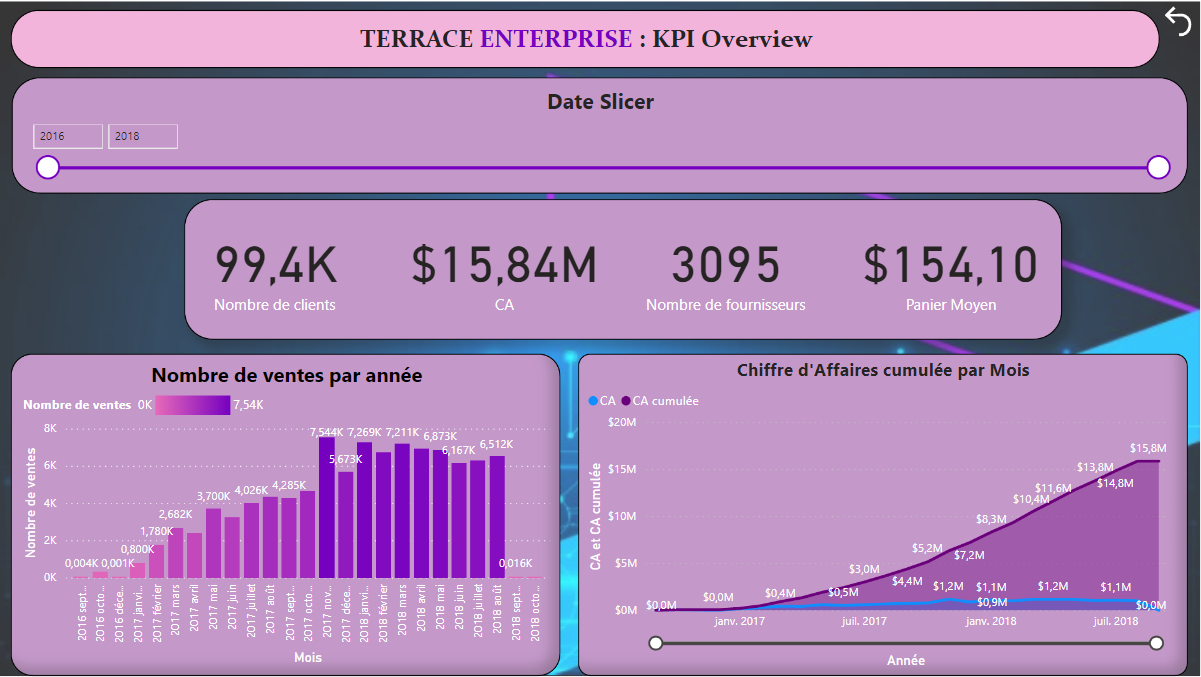 TERRACE ENTERPRISE : KPI Overview
Date Slicer
2016
2018
99,4K
Nombre de clients
$15,84M
CA
3095
Nombre de fournisseurs
$154,10
Panier Moyen
Nombre de ventes par année
Nombre de ventes 0K 7,54K
Nombre de ventes
8K
6K
4K
2K
0K
0,004K
0,001K
0,800K
1,780K
2,682K
3,700K
4,026K
4,285K
7,544K
5,673K
7,269K
7,211K
6,873K
6,167K
6,512K
0,016K
2016 sept...
2016 octo...
2016 déce...
2017 janvi...
2017 février
2017 mars
2017 avril
2017 mai
2017 juin
2017 juillet
2017 août
2017 sept...
2017 octo...
2017 nov...
2017 déce...
2018 janvi...
2018 février
2018 mars
2018 avril
2018 mai
2018 juin
2018 juillet
2018 août
2018 sept...
2018 octo...
Mois
Chiffre d'Affaires cumulée par Mois
CA CA cumulée
CA et CA cumulée
$20M
$15M
$10M
$5M
$0M
$0,0M
$0,0M
$0,4M
$3,0M
$0,5M
$4,4M
$5,2M
$7,2M
$8,3M
$10,4M
$11,6M
$13,8M
$14,8M
$15,8M
$1,2M
$1,1M
$0,9M
$1,2M
$1,1M
$0,0M
janv. 2017
juil. 2017
janv. 2018
juil. 2018
Année